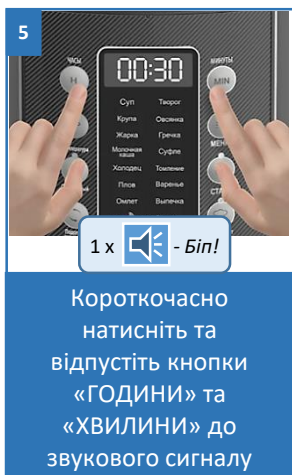 5
ЧАСЫ
МИНУТЫ
00:30
H
MIN
Суп Творог
Крупа Овсянка
Жарка Гречка
МЕН
Молочная каша Суфле
Холодец Томление
СТА
Плов Варенье
Омлет Выпечка
1 x - Біп!
Короткочасно
натисніть та
відпустіть кнопки
«ГОДИНИ» та
«ХВИЛИНИ» до
звукового сигналу